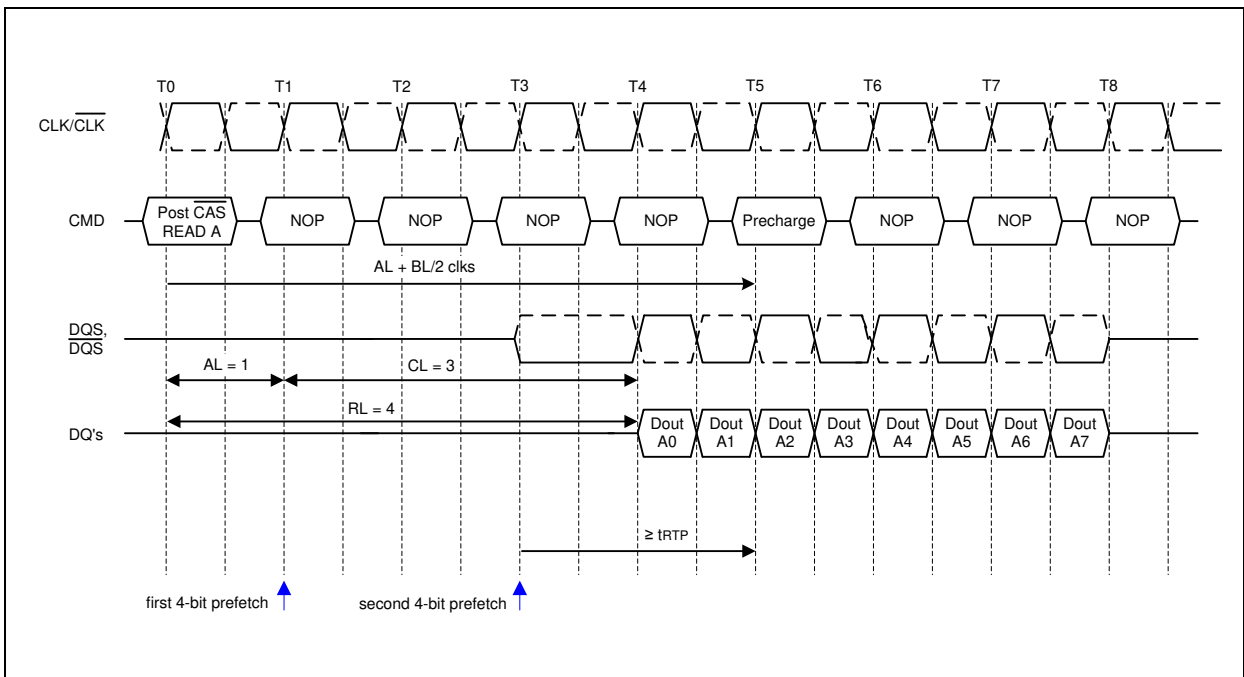 T0 T1 T2 T3 T4 T5 T6 T7 T8
CLK/CLK
CMD
Post CAS
READ A
NOP NOP NOP NOP Precharge NOP NOP NOP
AL + BL/2 clks
DQS,
DQS
AL = 1
CL = 3
RL = 4
DQ's
Dout Dout Dout Dout Dout Dout Dout Dout
A0 A1 A2 A3 A4 A5 A6 A7
≥ tRTP
first 4-bit prefetch
second 4-bit prefetch